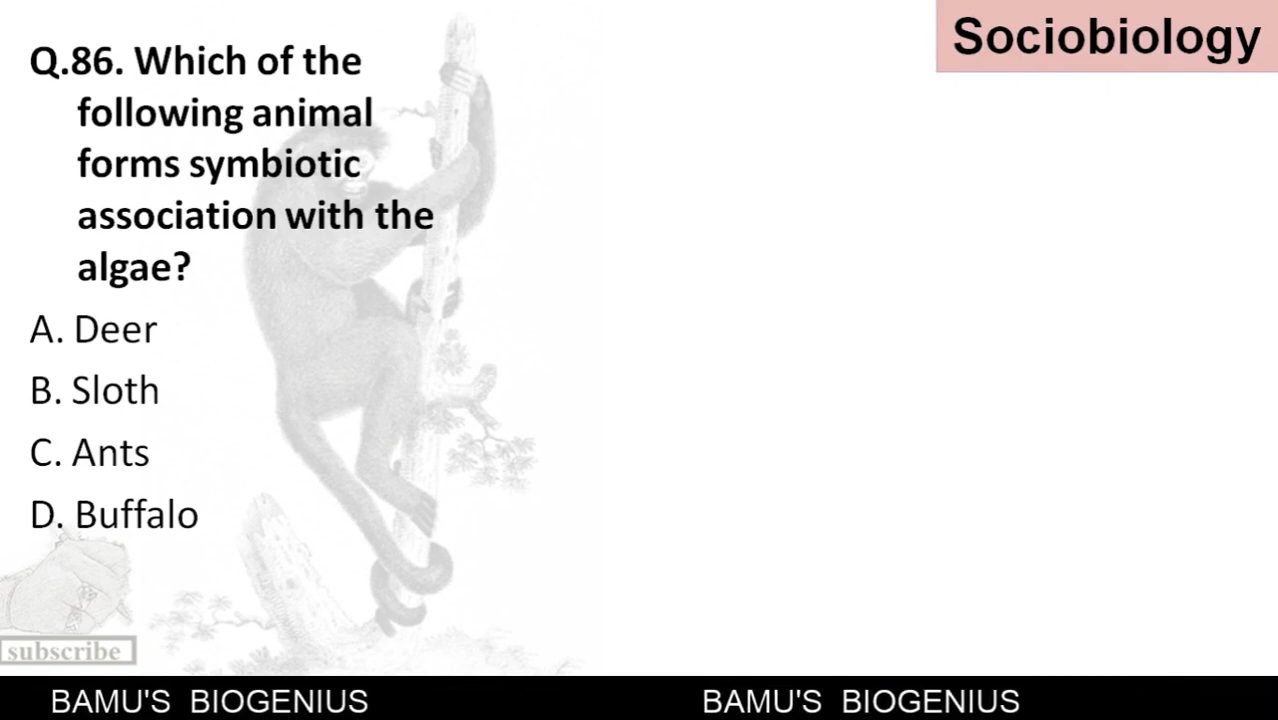 Sociobiology
Q.86. Which of the
following animal
forms symbiotic
association with the
algae?
A. Deer
B. Sloth
C. Ants
D. Buffalo
subscribe
BAMU'S BIOGENIUS
BAMU'S BIOGENIUS